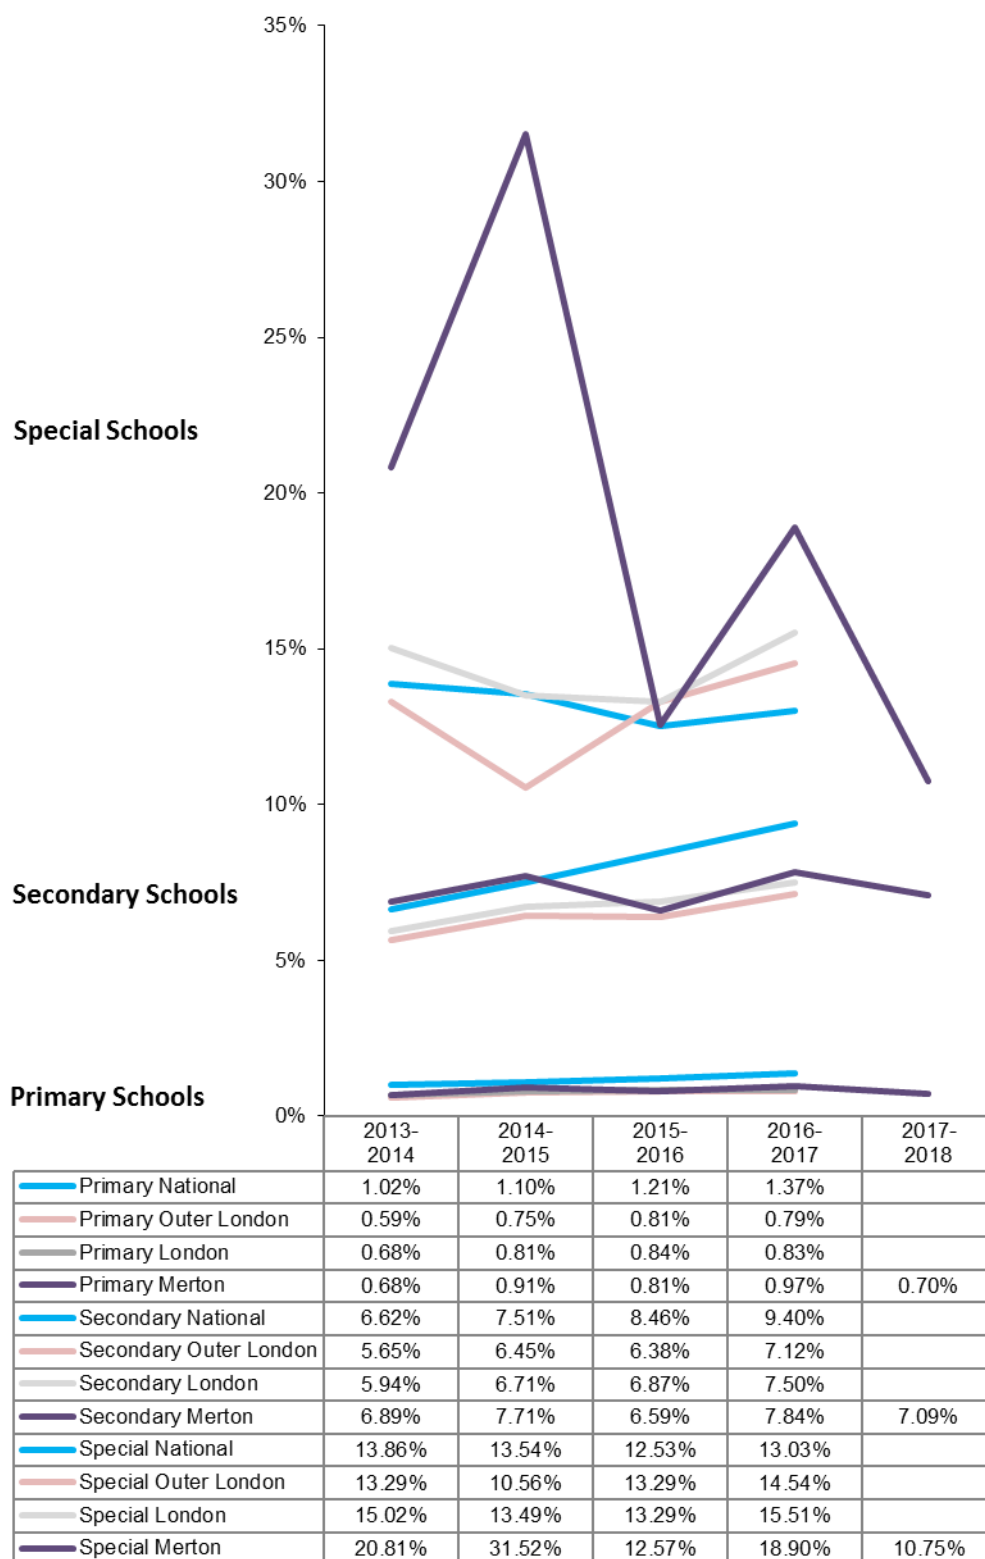 35%
30%
25%
Special Schools
20%
15%
10%
Secondary Schools
5%
Primary Schools
0%
2013-2014 2014-2015 2015-2016 2016-2017 2017-2018
Primary National 1.02% 1.10% 1.21% 1.37%
Primary Outer London 0.59% 0.75% 0.81% 0.79%
Primary London 0.68% 0.81% 0.84% 0.83%
Primary Merton 0.68% 0.91% 0.81% 0.97% 0.70%
Secondary National 6.62% 7.51% 8.46% 9.40%
Secondary Outer London 5.65% 6.45% 6.38% 7.12%
Secondary London 5.94% 6.71% 6.87% 7.50%
Secondary Merton 6.89% 7.71% 6.59% 7.84% 7.09%
Special National 13.86% 13.54% 12.53% 13.03%
Special Outer London 13.29% 10.56% 13.29% 14.54%
Special London 15.02% 13.49% 13.29% 15.51%
Special Merton 20.81% 31.52% 12.57% 18.90% 10.75%